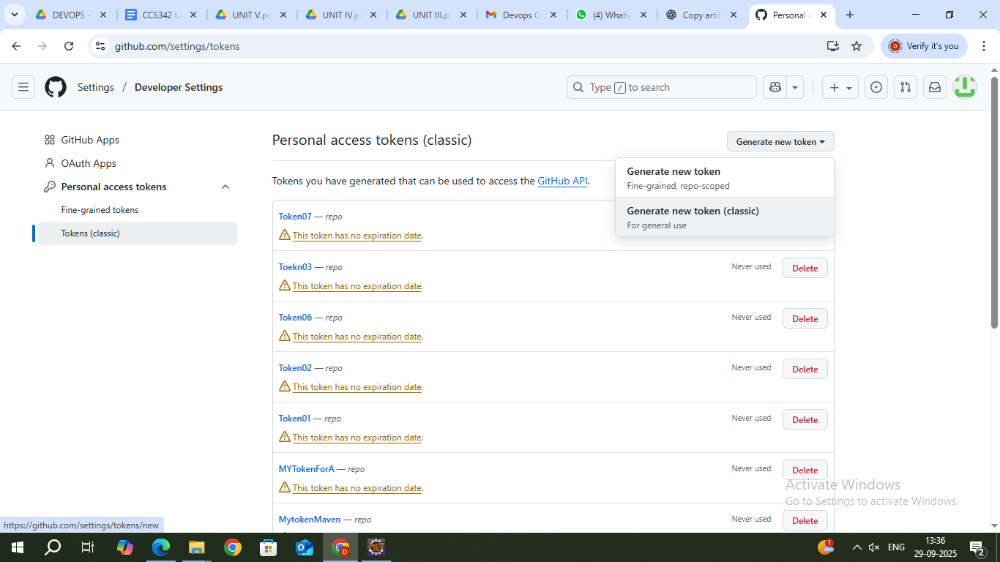 DEVOPS -
CCS342 L
UNIT V.p
UNIT IV.p
UNIT III.p
Devops C
(4) Whats
Copy arti
Personal A
github.com/settings/tokens
Verify it's you
Settings / Developer Settings
Type / to search
GitHub Apps
OAuth Apps
Personal access tokens
Fine-grained tokens
Tokens (classic)
Personal access tokens (classic)
Generate new token
Generate new token
Fine-grained, repo-scoped
Generate new token (classic)
For general use
Tokens you have generated that can be used to access the GitHub API.
Token07 — repo
This token has no expiration date.
Toekn03 — repo
Never used
Delete
This token has no expiration date.
Token06 — repo
Never used
Delete
This token has no expiration date.
Token02 — repo
Never used
Delete
This token has no expiration date.
Token01 — repo
Never used
Delete
This token has no expiration date.
MYTokenForA — repo
Never used
Delete
This token has no expiration date.
MytokenMaven — repo
Never used
Delete
Activate Windows
Go to Settings to activate Windows.
https://github.com/settings/tokens/new
D
1
ENG
13:36
29-09-2025
2